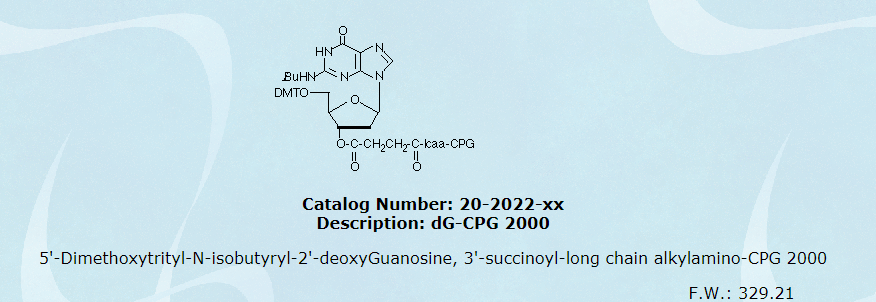 O
HN
N
iBuHN
N
N
DMTO
O
O-C-CH₂CH₂-C-lcaa-CPG
O
O
Catalog Number: 20-2022-xx
Description: dG-CPG 2000
5'-Dimethoxytrityl-N-isobutyryl-2'-deoxyGuanosine, 3'-succinoyl-long chain alkylamino-CPG 2000
F.W.: 329.21